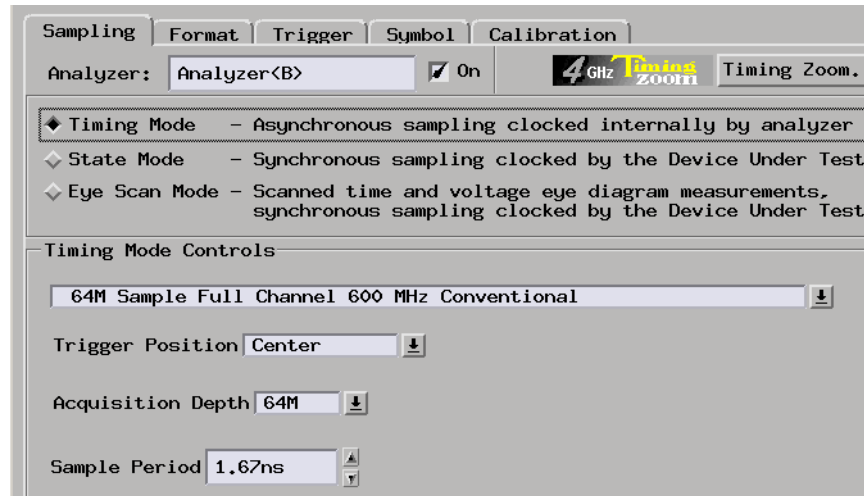 Sampling Format Trigger Symbol Calibration
Analyzer: Analyzer<B> On 4 GHz Timing Zoom Timing Zoom.
Timing Mode - Asynchronous sampling clocked internally by analyzer
State Mode - Synchronous sampling clocked by the Device Under Test
Eye Scan Mode - Scanned time and voltage eye diagram measurements,
synchronous sampling clocked by the Device Under Test
Timing Mode Controls
64M Sample Full Channel 600 MHz Conventional
Trigger Position Center
Acquisition Depth 64M
Sample Period 1.67ns